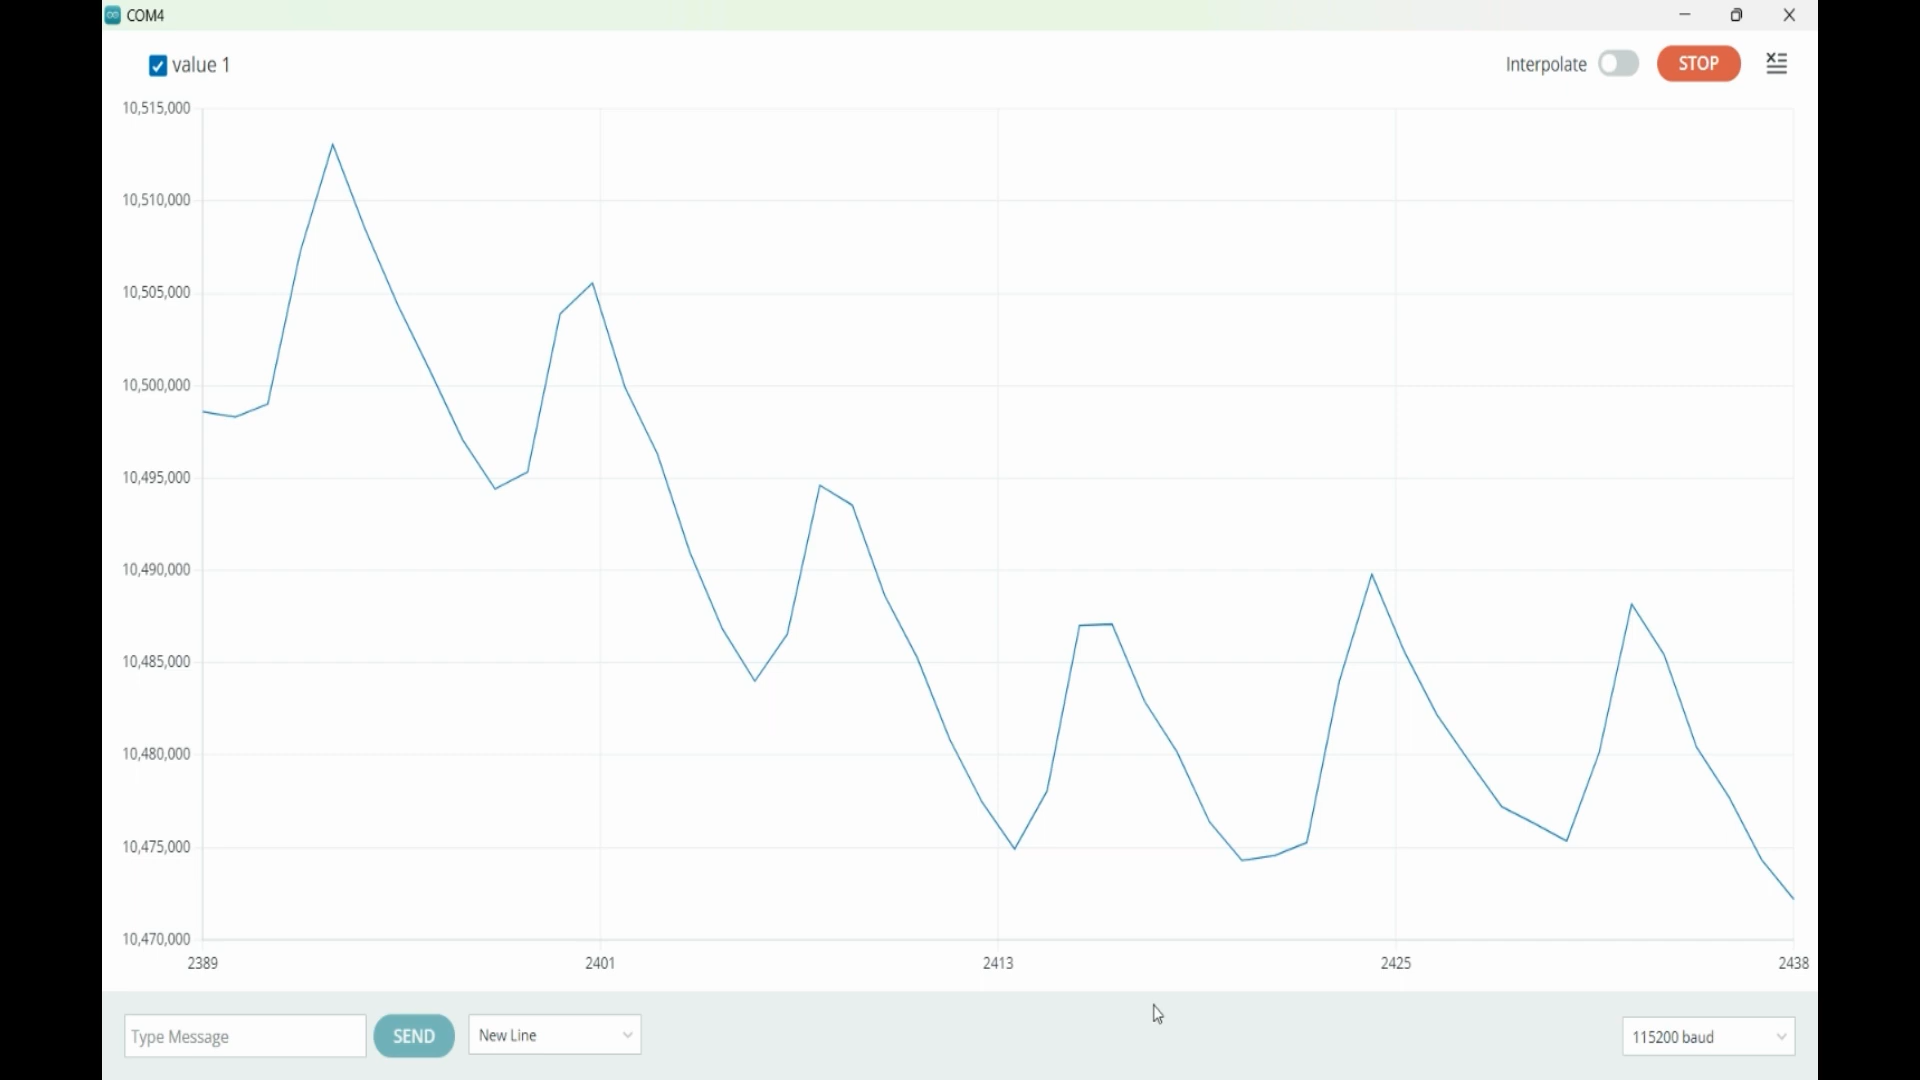 COM4
value 1
Interpolate
STOP
10,515,000
10,510,000
10,505,000
10,500,000
10,495,000
10,490,000
10,485,000
10,480,000
10,475,000
10,470,000
2389 2401 2413 2425 2438
Type Message
SEND
New Line
115200 baud